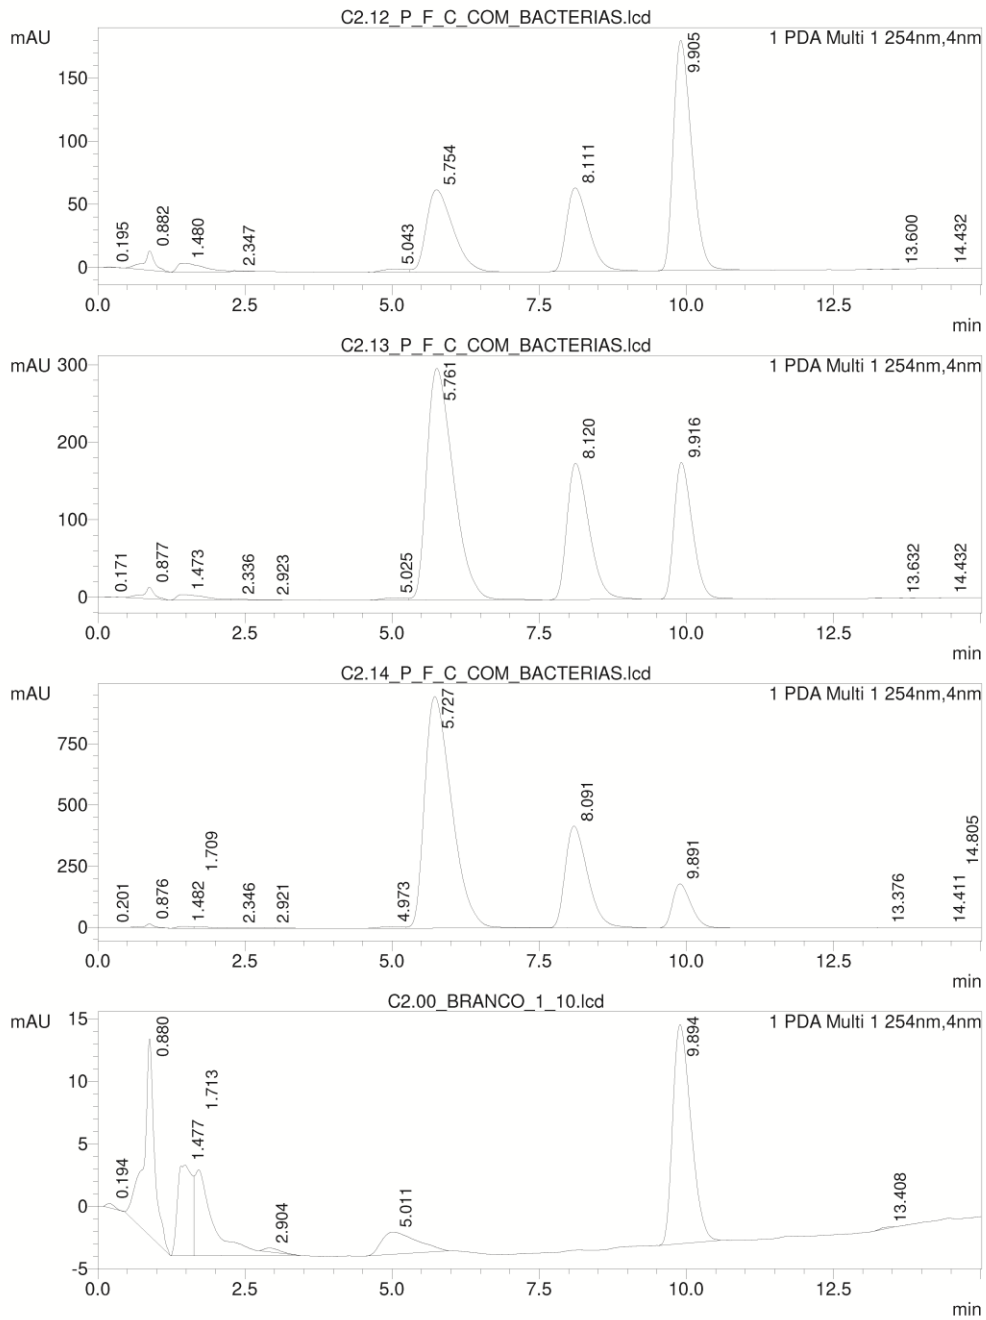 C2.12_P_F_C_COM_BACTERIAS.lcd
mAU 1 PDA Multi 1 254nm,4nm
9.905
150
100
5.754
8.111
50
0.195 0.882 1.480 2.347 5.043 13.600 14.432
0
0.0 2.5 5.0 7.5 10.0 12.5
min
C2.13_P_F_C_COM_BACTERIAS.lcd
mAU 300 1 PDA Multi 1 254nm,4nm
5.761
8.120 9.916
200
100
0.171 0.877 1.473 2.336 2.923 5.025 13.632 14.432
0
0.0 2.5 5.0 7.5 10.0 12.5
min
C2.14_P_F_C_COM_BACTERIAS.lcd
mAU 1 PDA Multi 1 254nm,4nm
5.727
750
500
8.091
1.709 9.891 14.805
250
0.201 0.876 1.482 2.346 2.921 4.973 13.376 14.411
0
0.0 2.5 5.0 7.5 10.0 12.5
min
C2.00_BRANCO_1_10.lcd
mAU 15 1 PDA Multi 1 254nm,4nm
0.880 9.894
10
1.713
5
1.477
0.194 13.408
0
2.904 5.011
-5
0.0 2.5 5.0 7.5 10.0 12.5
min